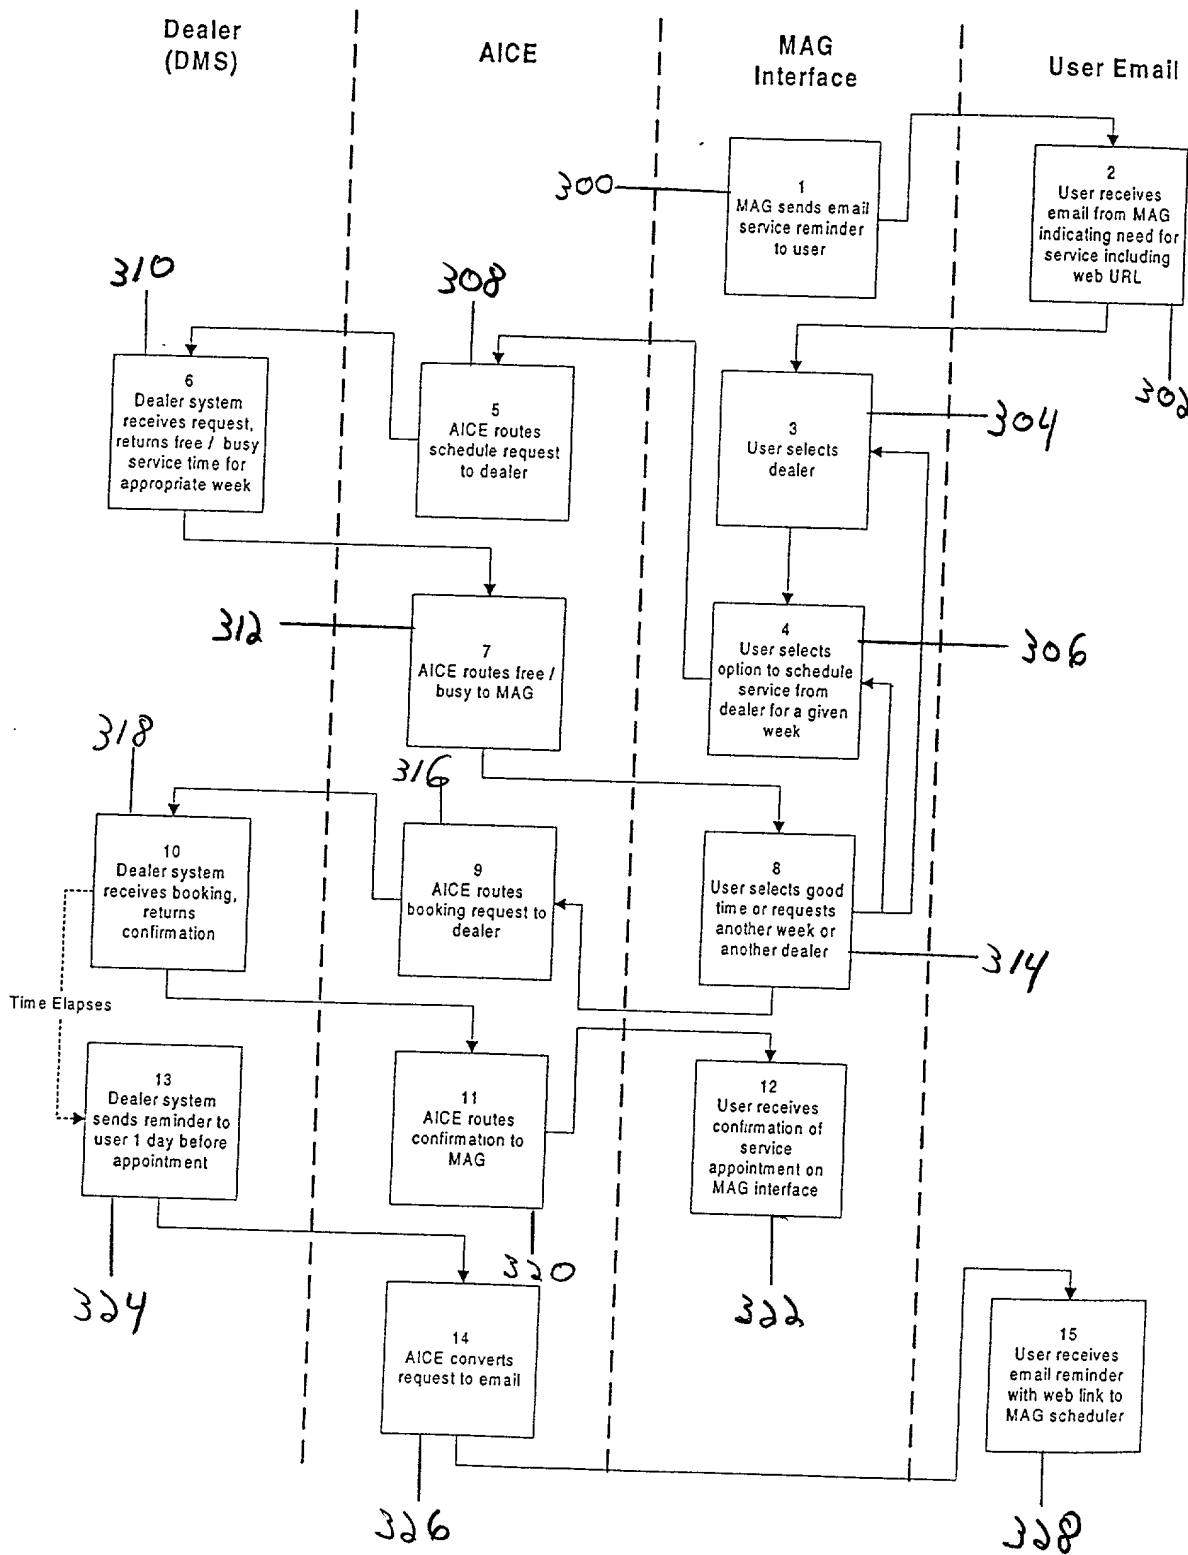 Dealer
(DMS)
AICE
MAG
Interface
User Email
300
1
MAG sends email
service reminder
to user
2
User receives
email from MAG
indicating need for
service including
web URL
302
310
308
6
Dealer system
receives request,
returns free / busy
service time for
appropriate week
5
AICE routes
schedule request
to dealer
3
User selects
dealer
304
312
7
AICE routes free /
busy to MAG
4
User selects
option to schedule
service from
dealer for a given
week
306
318
316
10
Dealer system
receives booking,
returns
confirmation
9
AICE routes
booking request to
dealer
8
User selects good
time or requests
another week or
another dealer
314
Time Elapses
13
Dealer system
sends reminder to
user 1 day before
appointment
11
AICE routes
confirmation to
MAG
12
User receives
confirmation of
service
appointment on
MAG interface
324
320
322
14
AICE converts
request to email
15
User receives
email reminder
with web link to
MAG scheduler
326
328